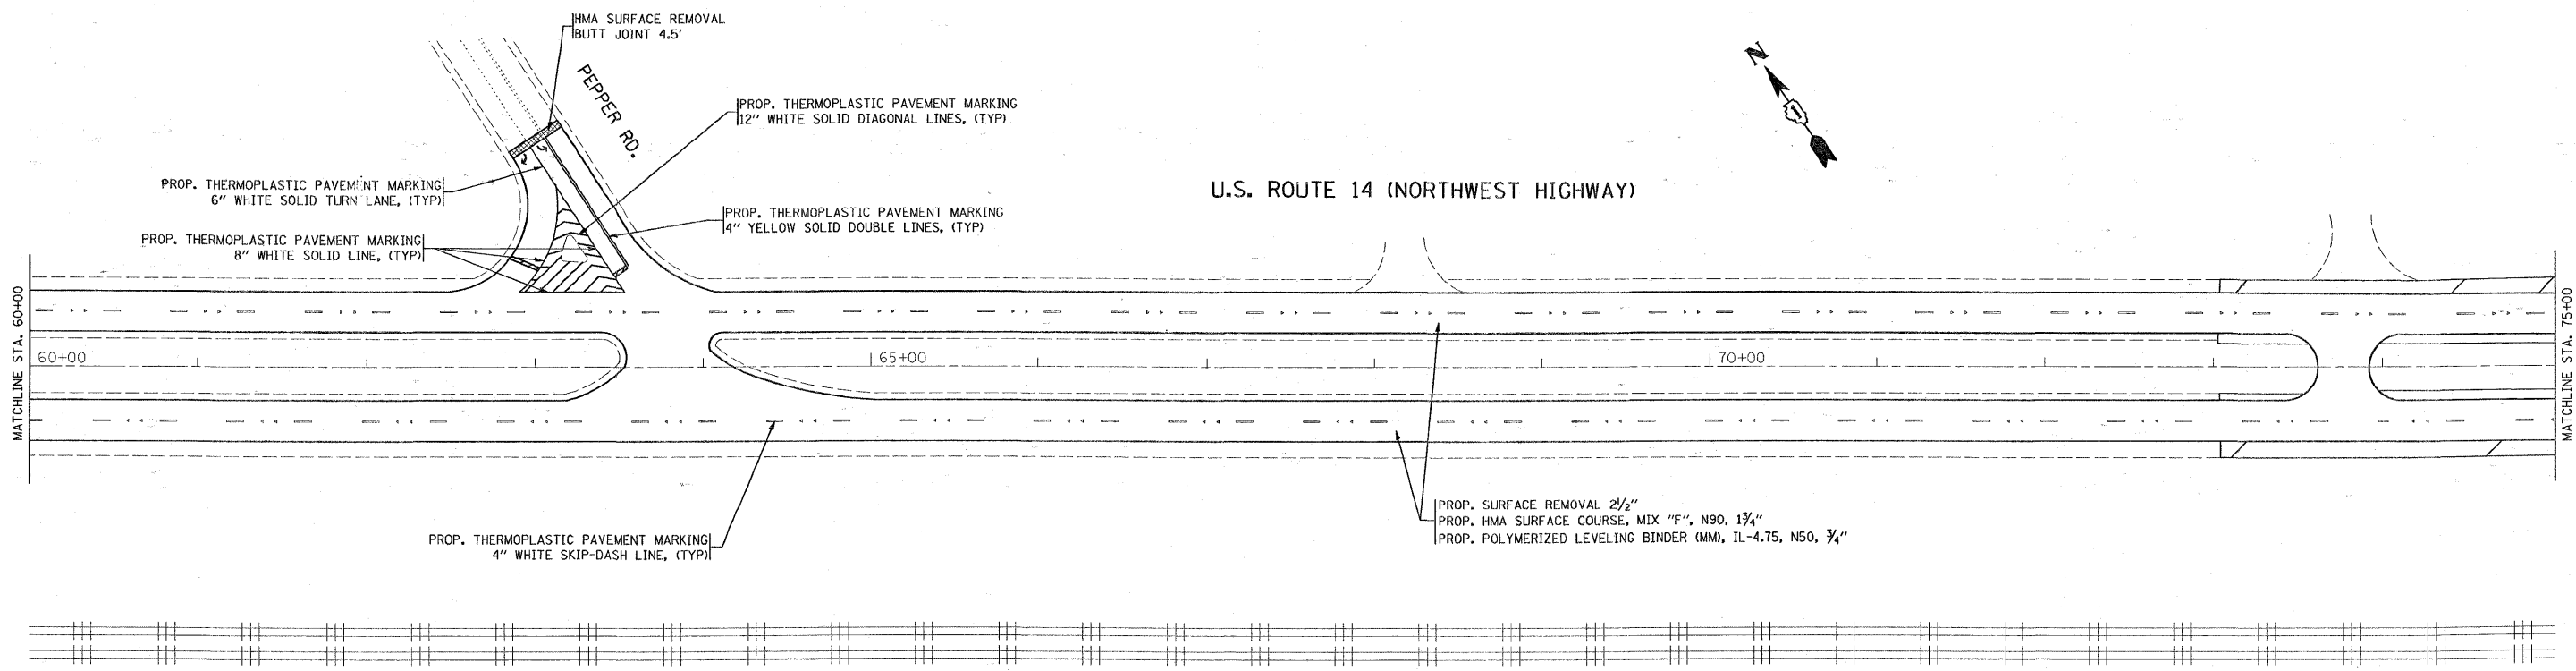 HMA SURFACE REMOVAL
BUTT JOINT 4.5'
PEPPER RD.
N
1
PROP. THERMOPLASTIC PAVEMENT MARKING
12" WHITE SOLID DIAGONAL LINES, (TYP)
PROP. THERMOPLASTIC PAVEMENT MARKING
6" WHITE SOLID TURN LANE, (TYP)
U.S. ROUTE 14 (NORTHWEST HIGHWAY)
PROP. THERMOPLASTIC PAVEMENT MARKING
4" YELLOW SOLID DOUBLE LINES, (TYP)
PROP. THERMOPLASTIC PAVEMENT MARKING
8" WHITE SOLID LINE, (TYP)
MATCHLINE STA. 60+00
60+00
65+00
70+00
MATCHLINE STA. 75+00
PROP. THERMOPLASTIC PAVEMENT MARKING
4" WHITE SKIP-DASH LINE, (TYP)
PROP. SURFACE REMOVAL 2½"
PROP. HMA SURFACE COURSE, MIX "F", N90, 1¾"
PROP. POLYMERIZED LEVELING BINDER (MM), IL-4.75, N50, ¾"